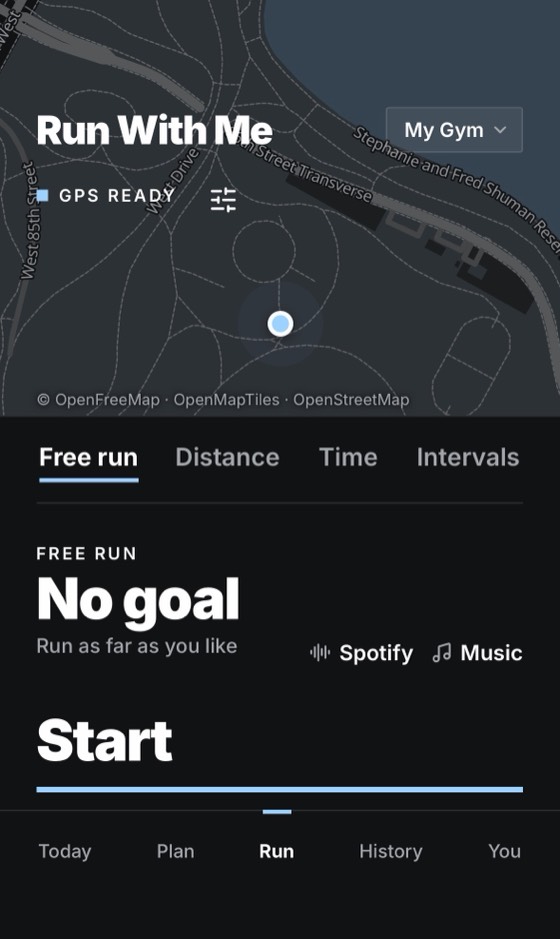 West
Run With Me
My Gym
GPS READY
West Drive
Street Transverse
Stephanie and Fred Shuman
West 85th Street
© OpenFreeMap · OpenMapTiles · OpenStreetMap
Free run
Distance
Time
Intervals
FREE RUN
No goal
Run as far as you like
Spotify
Music
Start
Today
Plan
Run
History
You